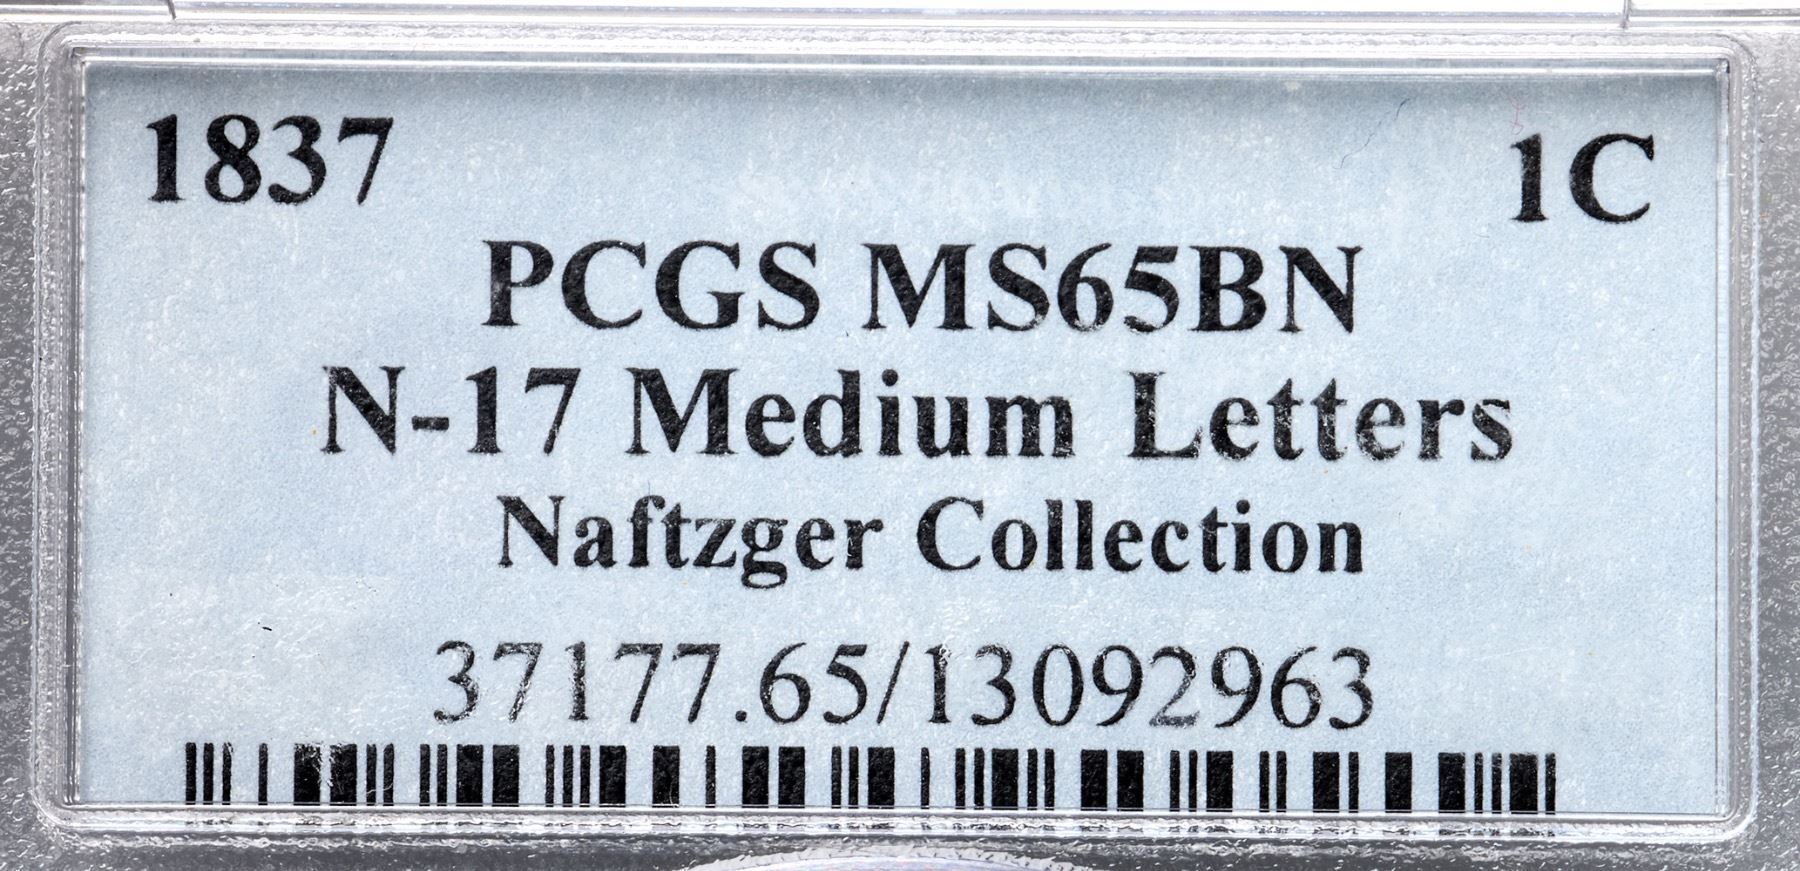 1837 1C
PCGS MS65BN
N-17 Medium Letters
Naftzger Collection
37177.65/13092963